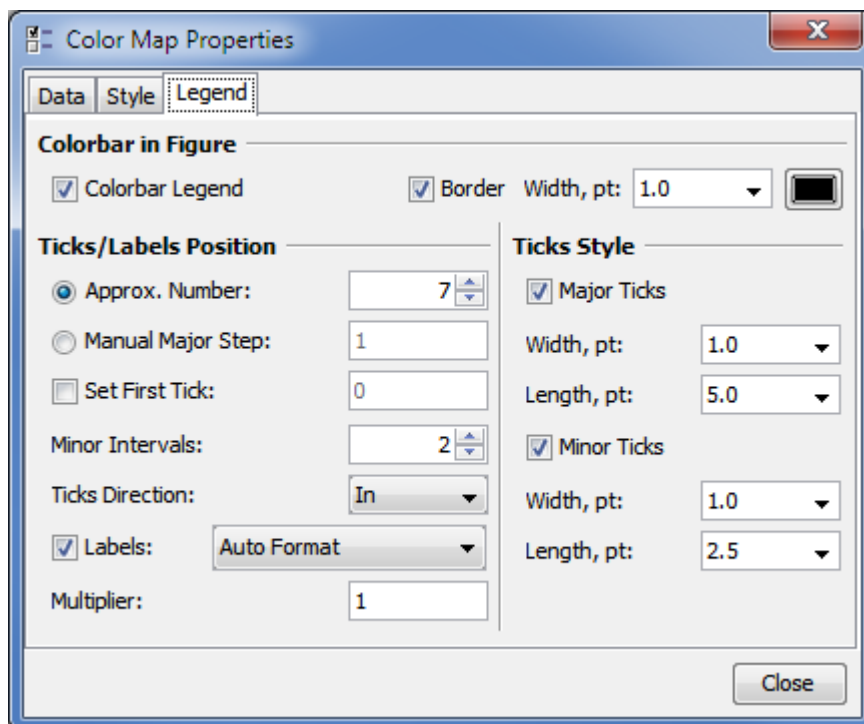 Color Map Properties
Data Style Legend
Colorbar in Figure
Colorbar Legend Border Width, pt: 1.0
Ticks/Labels Position Ticks Style
Approx. Number: 7 Major Ticks
Manual Major Step: 1 Width, pt: 1.0
Set First Tick: 0 Length, pt: 5.0
Minor Intervals: 2 Minor Ticks
Ticks Direction: In Width, pt: 1.0
Labels: Auto Format Length, pt: 2.5
Multiplier: 1
Close